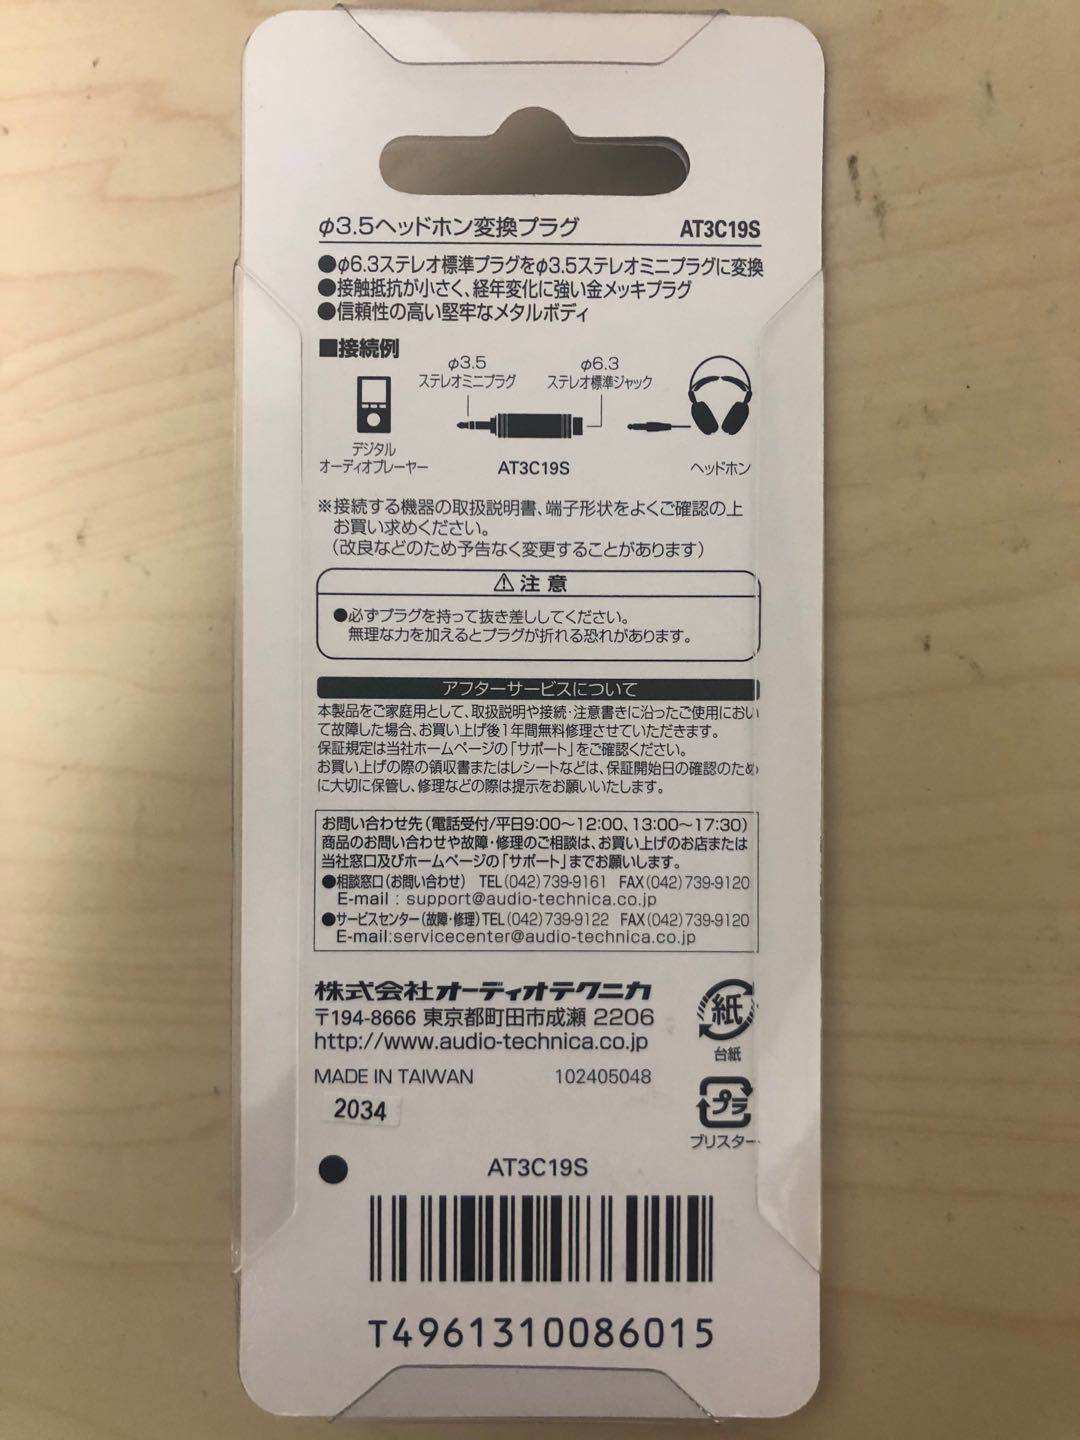 φ3.5ヘッドホン変換プラグ AT3C19S
●φ6.3ステレオ標準プラグをφ3.5ステレオミニプラグに変換
●接触抵抗が小さく、経年変化に強い金メッキプラグ
●信頼性の高い堅牢なメタルボディ
■接続例
φ3.5 φ6.3
ステレオミニプラグ ステレオ標準ジャック
デジタル
オーディオプレーヤー AT3C19S ヘッドホン
※接続する機器の取扱説明書、端子形状をよくご確認の上
お買い求めください。
(改良などのため予告なく変更することがあります)
⚠注意
●必ずプラグを持って抜き差ししてください。
無理な力を加えるとプラグが折れる恐れがあります。
アフターサービスについて
本製品をご家庭用として、取扱説明や接続・注意書きに沿ったご使用におい
て故障した場合、お買い上げ後1年間無料修理させていただきます。
保証規定は当社ホームページの「サポート」をご確認ください。
お買い上げの際の領収書またはレシートなどは、保証開始日の確認のため
に大切に保管し、修理などの際は提示をお願いいたします。
お問い合わせ先(電話受付/平日9:00～12:00、13:00～17:30)
商品のお問い合わせや故障・修理のご相談は、お買い上げのお店または
当社窓口及びホームページの「サポート」までお願いします。
●相談窓口(お問い合わせ) TEL(042)739-9161 FAX(042)739-9120
E-mail : support@audio-technica.co.jp
●サービスセンター(故障・修理)TEL(042)739-9122 FAX(042)739-9120
E-mail:servicecenter@audio-technica.co.jp
株式会社オーディオテクニカ
〒194-8666 東京都町田市成瀬 2206
http://www.audio-technica.co.jp
紙
台紙
MADE IN TAIWAN 102405048
2034
プラ
ブリスター
AT3C19S
T4961310086015